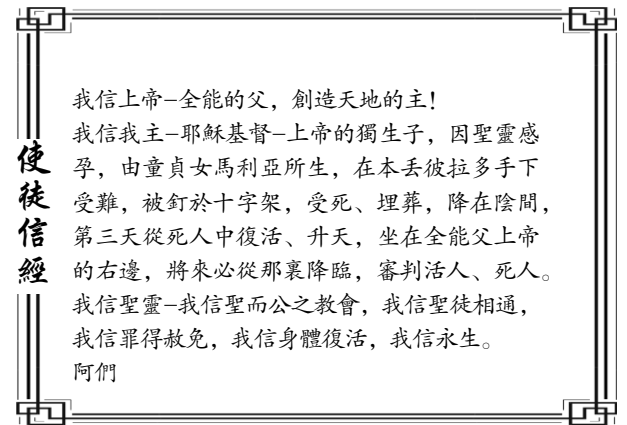 使徒信經
我信上帝–全能的父，創造天地的主！
我信我主–耶穌基督–上帝的獨生子，因聖靈感
孕，由童貞女馬利亞所生，在本丟彼拉多手下
受難，被釘於十字架，受死、埋葬，降在陰間，
第三天從死人中復活、升天，坐在全能父上帝
的右邊，將來必從那裏降臨，審判活人、死人。
我信聖靈–我信聖而公之教會，我信聖徒相通，
我信罪得赦免，我信身體復活，我信永生。
阿們